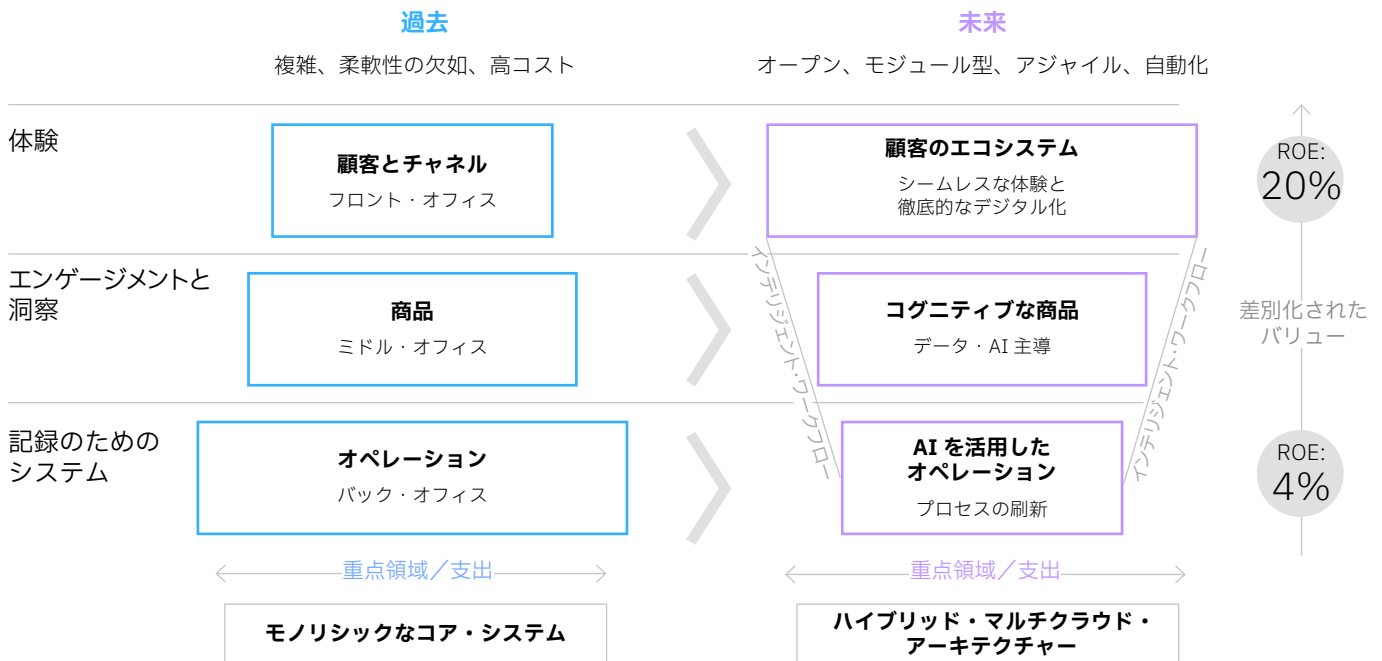 過去
未来
複雑、柔軟性の欠如、高コスト
オープン、モジュール型、アジャイル、自動化
体験
顧客とチャネル
フロント・オフィス
顧客のエコシステム
シームレスな体験と
徹底的なデジタル化
ROE:
20%
エンゲージメントと
洞察
商品
ミドル・オフィス
インテリジェント・ワークフロー
コグニティブな商品
データ・AI 主導
インテリジェント・ワークフロー
差別化された
バリュー
記録のための
システム
オペレーション
バック・オフィス
AI を活用した
オペレーション
プロセスの刷新
ROE:
4%
重点領域／支出
重点領域／支出
モノリシックなコア・システム
ハイブリッド・マルチクラウド・
アーキテクチャー